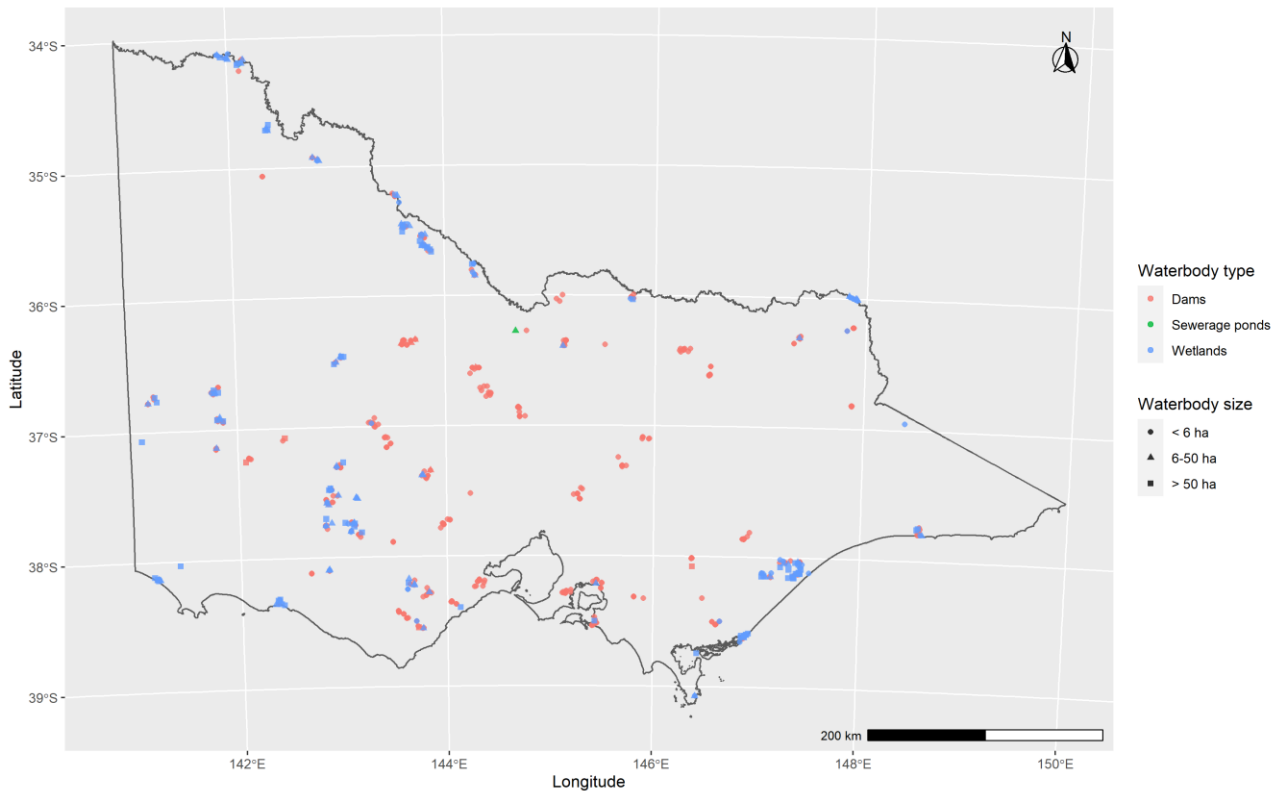 N
34°S
35°S
36°S
37°S
38°S
39°S
Latitude
142°E
144°E
146°E
148°E
150°E
Longitude
200 km
Waterbody type
Dams
Sewerage ponds
Wetlands
Waterbody size
< 6 ha
6-50 ha
> 50 ha